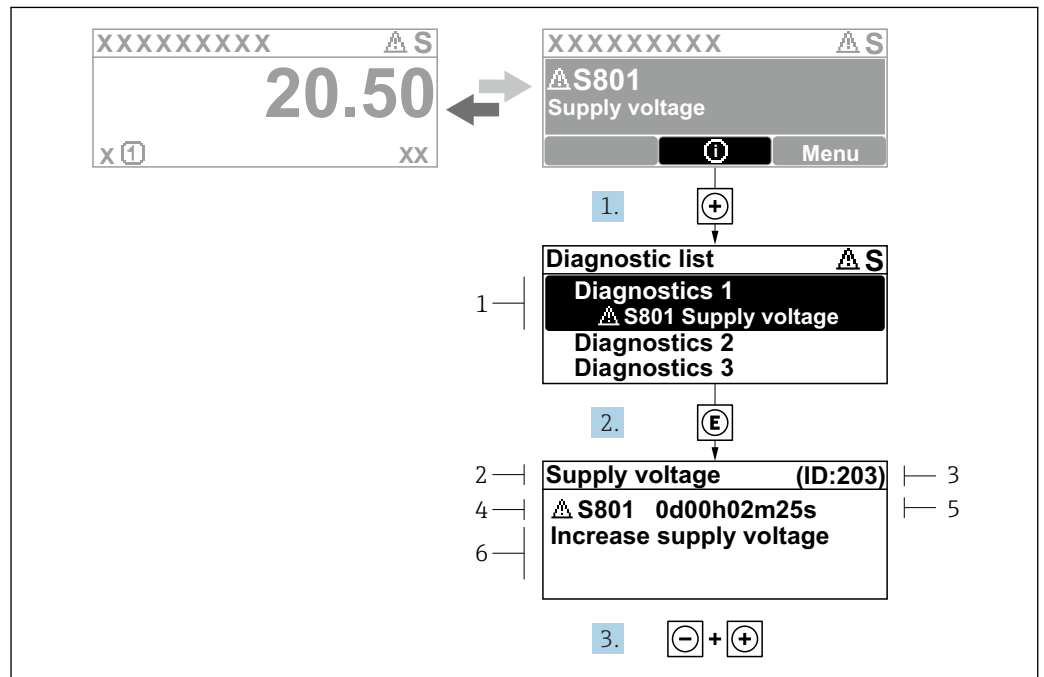 XXXXXXXXX ⚠ S
20.50
x ① xx
XXXXXXXXX ⚠ S
⚠ S801
Supply voltage
ⓘ Menu
1. +
Diagnostic list ⚠ S
1
Diagnostics 1
⚠ S801 Supply voltage
Diagnostics 2
Diagnostics 3
2. E
2 Supply voltage (ID:203) 3
4 ⚠ S801 0d00h02m25s 5
6 Increase supply voltage
3. − + +